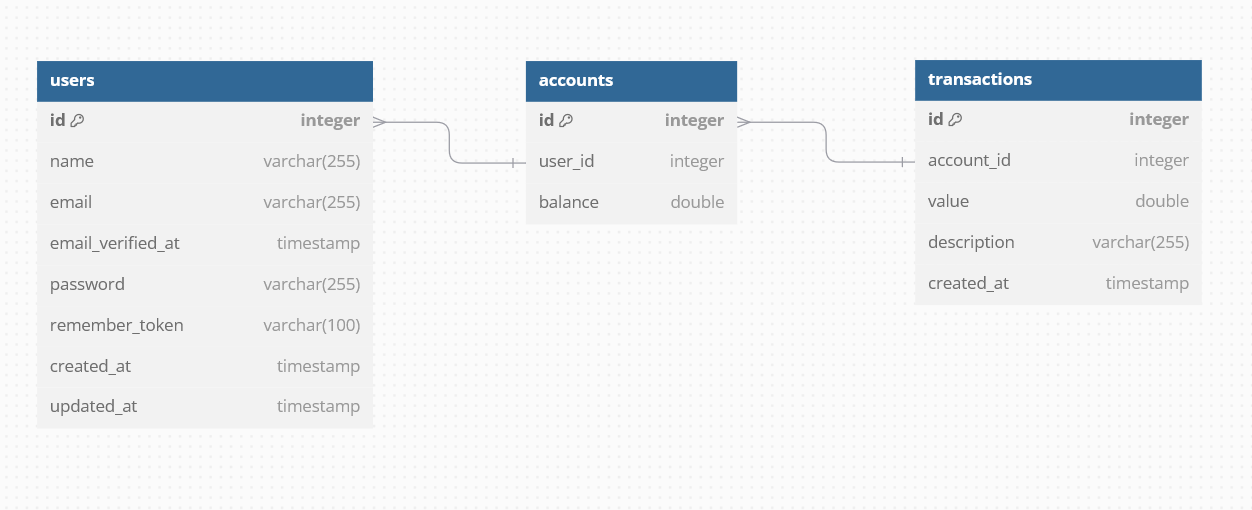 users
id integer
name varchar(255)
email varchar(255)
email_verified_at timestamp
password varchar(255)
remember_token varchar(100)
created_at timestamp
updated_at timestamp
accounts
id integer
user_id integer
balance double
transactions
id integer
account_id integer
value double
description varchar(255)
created_at timestamp